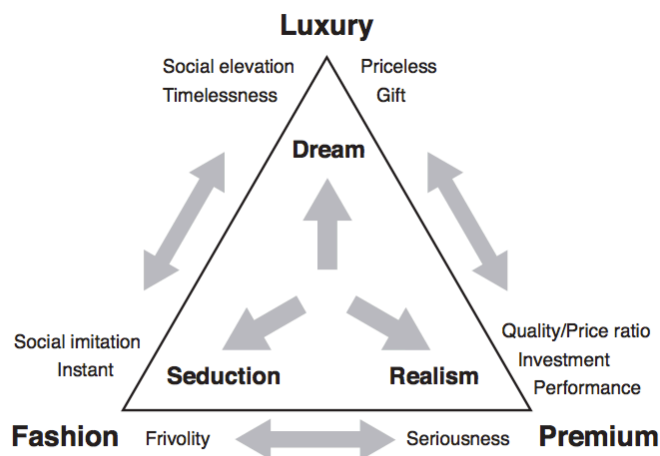 Luxury
Social elevation Priceless
Timelessness Gift
Dream
Social imitation
Instant
Quality/Price ratio
Investment
Performance
Seduction Realism
Fashion Frivolity Seriousness Premium